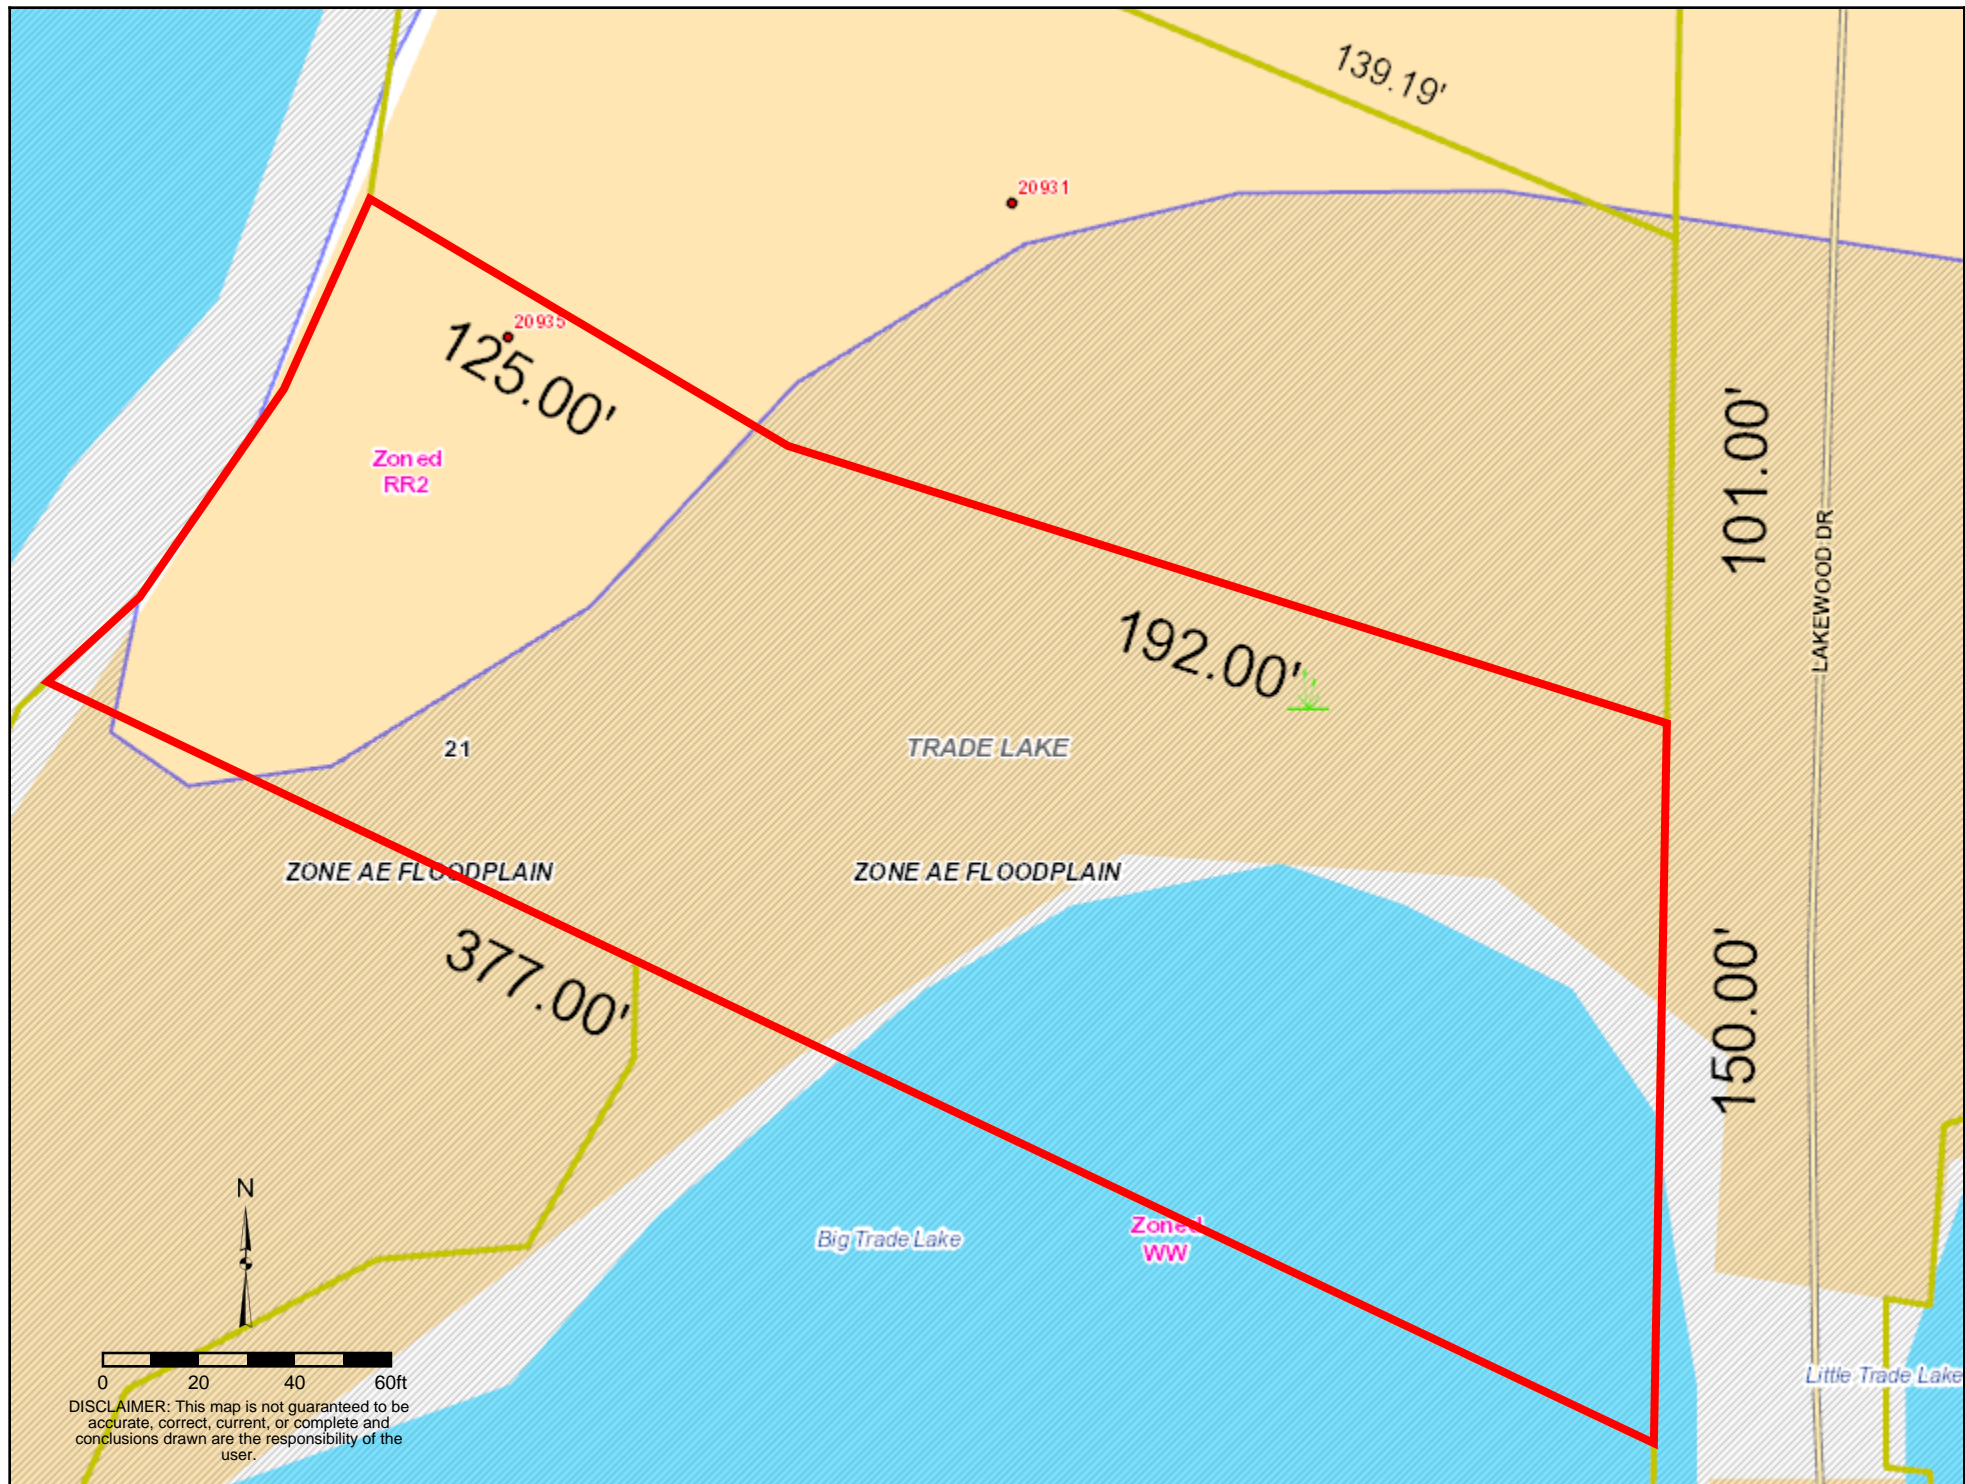 139.19'
20931
20935
125.00'
Zoned
RR2
101.00'
LAKEWOOD DR
192.00'
21
TRADE LAKE
ZONE AE FLOODPLAIN
ZONE AE FLOODPLAIN
377.00'
150.00'
N
Big Trade Lake
Zoned
WW
Little Trade Lake
0 20 40 60ft
DISCLAIMER: This map is not guaranteed to be
accurate, correct, current, or complete and
conclusions drawn are the responsibility of the
user.